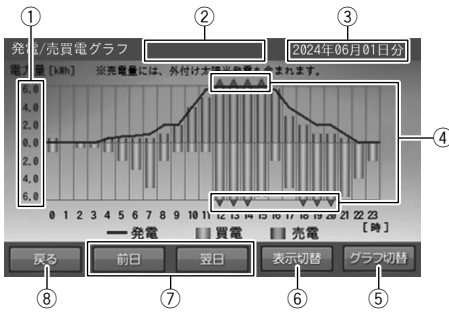 ① ② ③
発電/売買電グラフ 2024年06月01日分
電力量[kWh] ※売電量には、外付け太陽光発電も含まれます。
6.0
4.0
2.0
0.0
2.0
4.0
6.0
④
0 1 2 3 4 5 6 7 8 9 10 11 12 13 14 15 16 17 18 19 20 21 22 23
[時]
発電 買電 売電
戻る 前日 翌日 表示切替 グラフ切替
⑧ ⑦ ⑥ ⑤